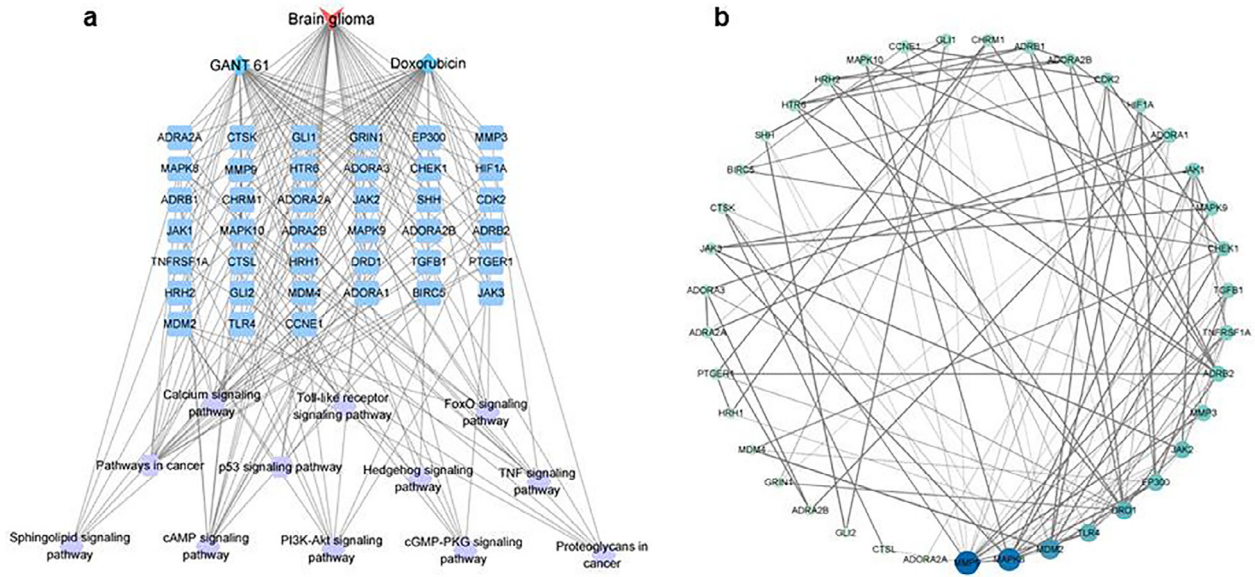 a
Brain glioma
GANT 61
Doxorubicin
ADRA2A CTSK GLI1 GRIN1 EP300 MMP3
MAPK8 MMP9 HTR6 ADORA3 CHEK1 HIF1A
ADRB1 CHRM1 ADORA2A JAK2 SHH CDK2
JAK1 MAPK10 ADRA2B MAPK9 ADORA2B ADRB2
TNFRSF1A CTSL HRH1 DRD1 TGFB1 PTGER1
HRH2 GLI2 MDM4 ADORA1 BIRC5 JAK3
MDM2 TLR4 CCNE1
Calcium signaling
pathway
Toll-like receptor
signaling pathway
FoxO signaling
pathway
Pathways in cancer
p53 signaling pathway
Hedgehog signaling
pathway
TNF signaling
pathway
Sphingolipid signaling
pathway
cAMP signaling
pathway
PI3K-Akt signaling
pathway
cGMP-PKG signaling
pathway
Proteoglycans in
cancer
b
GLI1
CHRM1
ADRB1
ADORA2B
CDK2
HIF1A
ADORA1
JAK1
MAPK9
CHEK1
TGFB1
TNFRSF1A
ADRB2
MMP3
JAK2
EP300
DRD1
TLR4
MDM2
MAPK8
MMP9
ADORA2A
CTSL
GLI2
ADRA2B
GRIN1
MDM4
HRH1
PTGER1
ADRA2A
ADORA3
JAK3
CTSK
BIRC5
SHH
HTR6
HRH2
MAPK10
CCNE1